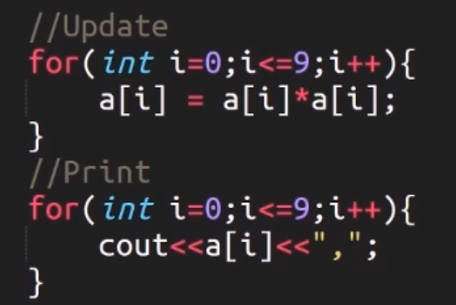 //Update
for(int i=0;i<=9;i++){
    a[i] = a[i]*a[i];
}
//Print
for(int i=0;i<=9;i++){
    cout<<a[i]<<",";
}